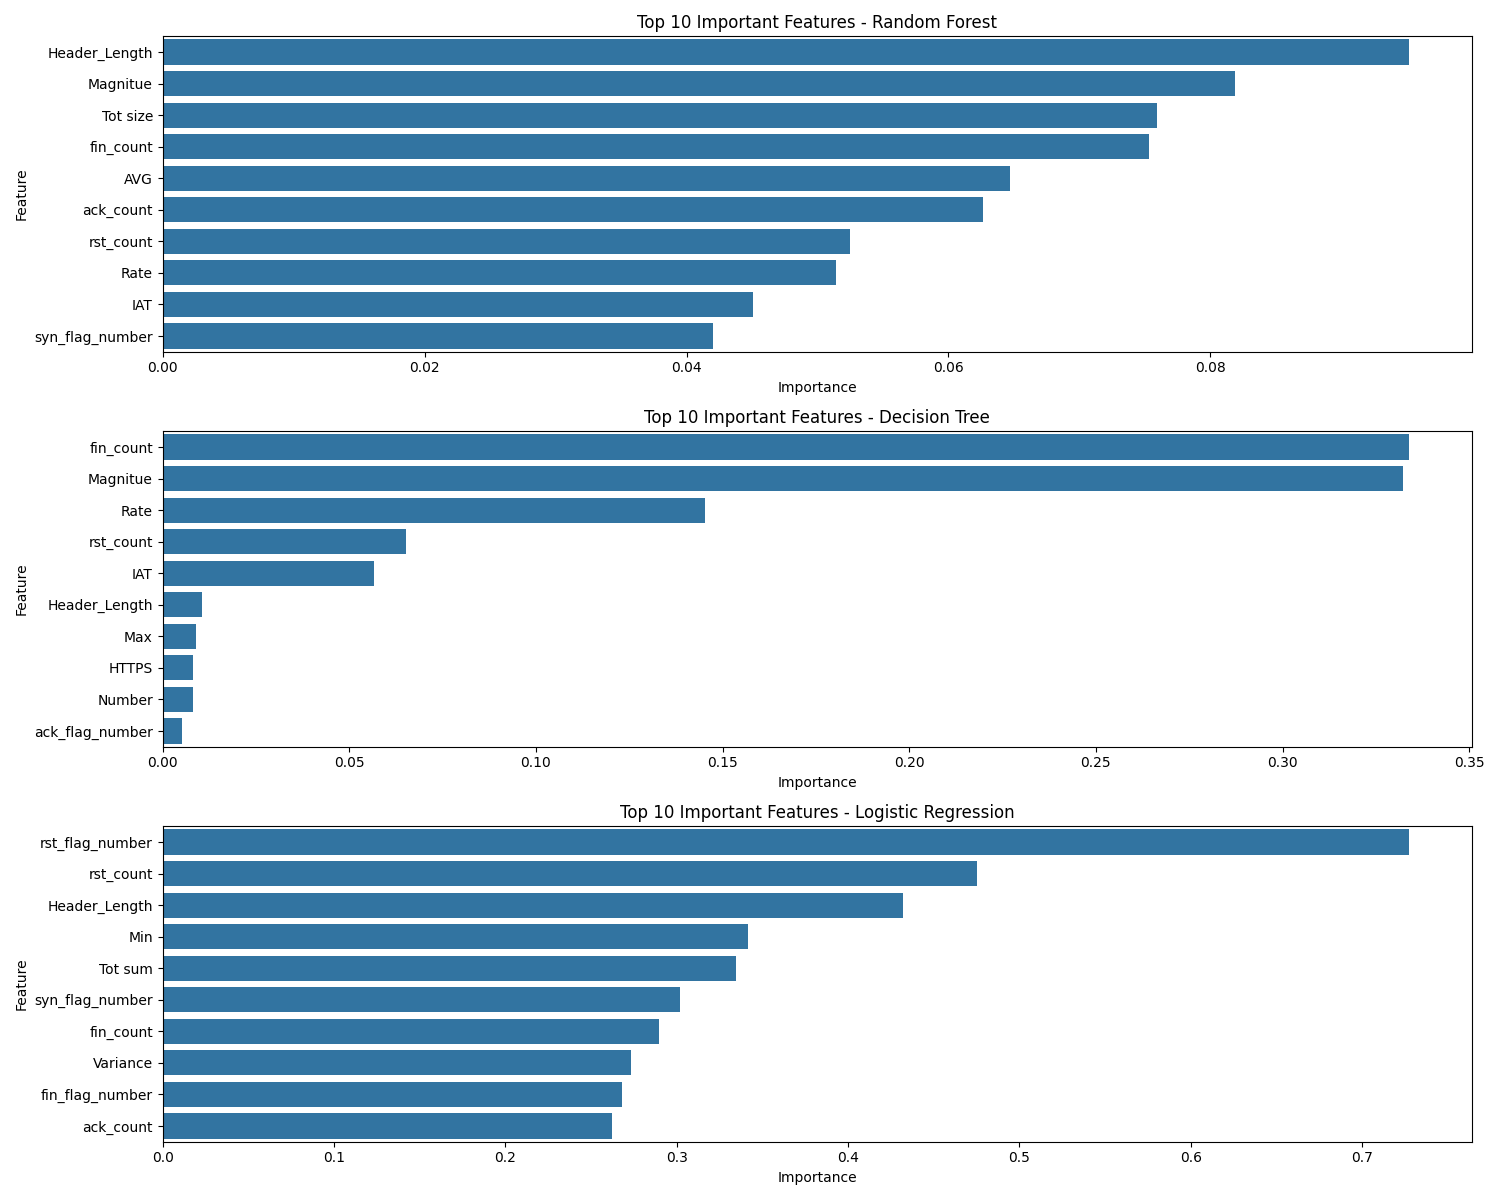 Top 10 Important Features - Random Forest
Feature
Header_Length
Magnitue
Tot size
fin_count
AVG
ack_count
rst_count
Rate
IAT
syn_flag_number
0.00 0.02 0.04 0.06 0.08
Importance
Top 10 Important Features - Decision Tree
Feature
fin_count
Magnitue
Rate
rst_count
IAT
Header_Length
Max
HTTPS
Number
ack_flag_number
0.00 0.05 0.10 0.15 0.20 0.25 0.30 0.35
Importance
Top 10 Important Features - Logistic Regression
Feature
rst_flag_number
rst_count
Header_Length
Min
Tot sum
syn_flag_number
fin_count
Variance
fin_flag_number
ack_count
0.0 0.1 0.2 0.3 0.4 0.5 0.6 0.7
Importance